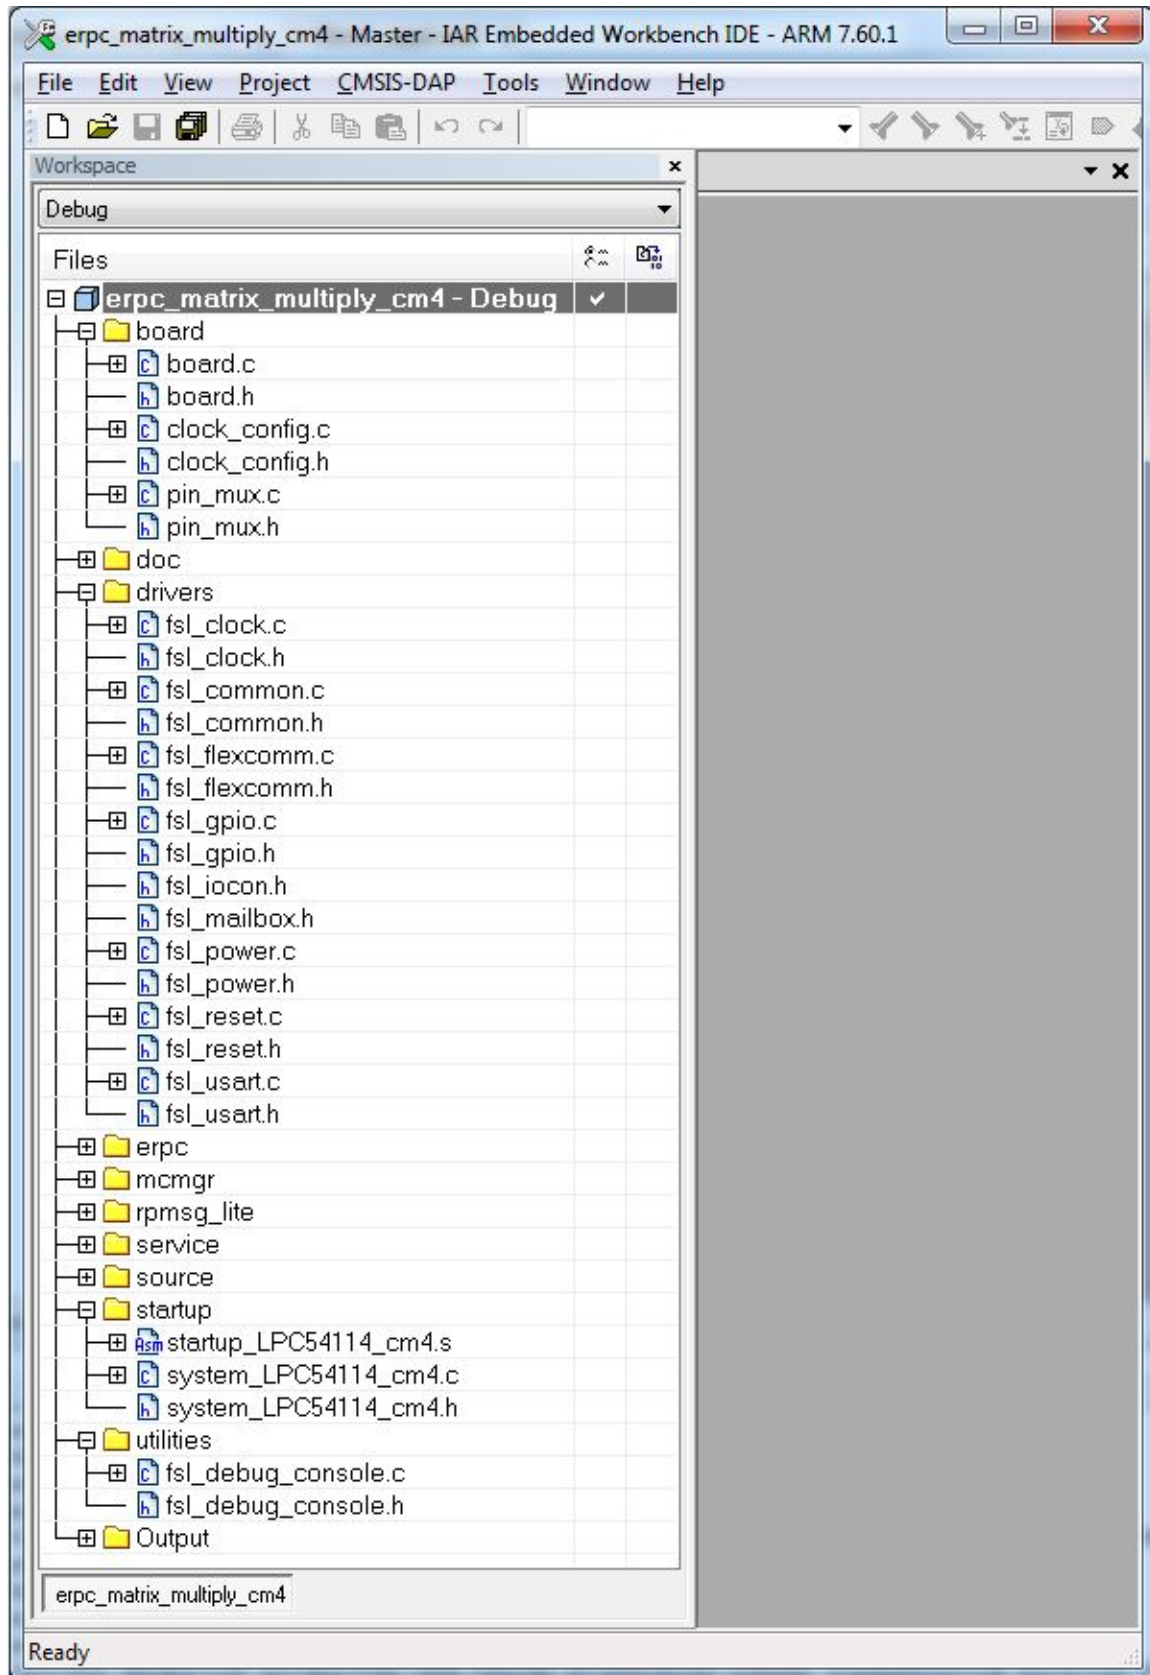 erpc_matrix_multiply_cm4 - Master - IAR Embedded Workbench IDE - ARM 7.60.1
File Edit View Project CMSIS-DAP Tools Window Help
Workspace
Debug
Files
erpc_matrix_multiply_cm4 - Debug
board
board.c
board.h
clock_config.c
clock_config.h
pin_mux.c
pin_mux.h
doc
drivers
fsl_clock.c
fsl_clock.h
fsl_common.c
fsl_common.h
fsl_flexcomm.c
fsl_flexcomm.h
fsl_gpio.c
fsl_gpio.h
fsl_iocon.h
fsl_mailbox.h
fsl_power.c
fsl_power.h
fsl_reset.c
fsl_reset.h
fsl_usart.c
fsl_usart.h
erpc
mcmgr
rpmsg_lite
service
source
startup
startup_LPC54114_cm4.s
system_LPC54114_cm4.c
system_LPC54114_cm4.h
utilities
fsl_debug_console.c
fsl_debug_console.h
Output
erpc_matrix_multiply_cm4
Ready